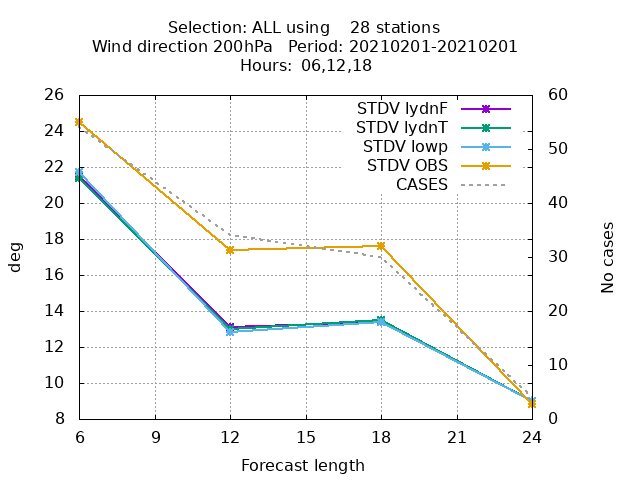 Selection: ALL using    28 stations
Wind direction 200hPa   Period: 20210201-20210201
Hours: 06,12,18
STDV lydnF
STDV lydnT
STDV lowp
STDV OBS
CASES
26
24
22
20
18
16
14
12
10
8
60
50
40
30
20
10
0
deg
No cases
6 9 12 15 18 21 24
Forecast length